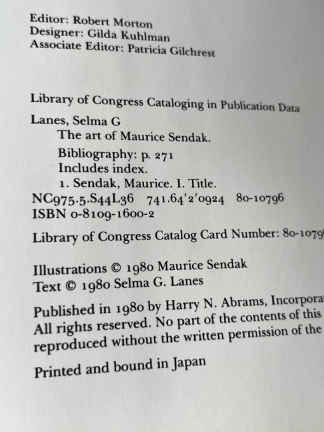 Editor: Robert Morton
Designer: Gilda Kuhlman
Associate Editor: Patricia Gilchrest
Library of Congress Cataloging in Publication Data
Lanes, Selma G
The art of Maurice Sendak.
Bibliography: p. 271
Includes index.
1. Sendak, Maurice. I. Title.
NC975.5.S44L36 741.64'2'0924 80-10796
ISBN 0-8109-1600-2
Library of Congress Catalog Card Number: 80-1079
Illustrations © 1980 Maurice Sendak
Text © 1980 Selma G. Lanes
Published in 1980 by Harry N. Abrams, Incorpora
All rights reserved. No part of the contents of this
reproduced without the written permission of the
Printed and bound in Japan